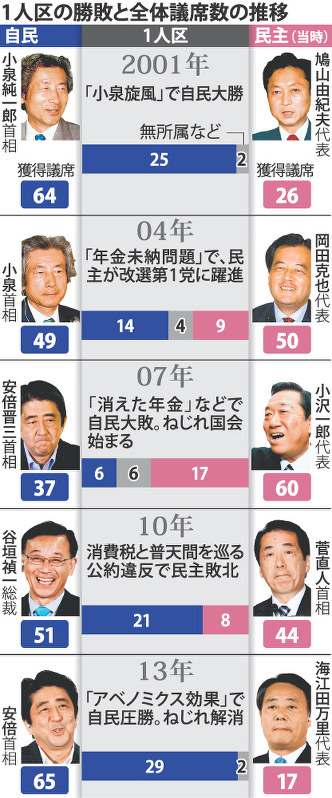 1人区の勝敗と全体議席数の推移
自民
1人区
民主(当時)
小泉純一郎首相
2001年
鳩山由紀夫代表
「小泉旋風」で自民大勝
無所属など
25
2
獲得議席
64
獲得議席
26
小泉首相
04年
岡田克也代表
「年金未納問題」で、民
主が改選第1党に躍進
14
4
9
49
50
安倍晋三首相
07年
小沢一郎代表
「消えた年金」などで
自民大敗。ねじれ国会
始まる
6
6
17
37
60
谷垣禎一総裁
10年
菅直人首相
消費税と普天間を巡る
公約違反で民主敗北
21
8
51
44
安倍首相
13年
海江田万里代表
「アベノミクス効果」で
自民圧勝。ねじれ解消
29
2
65
17